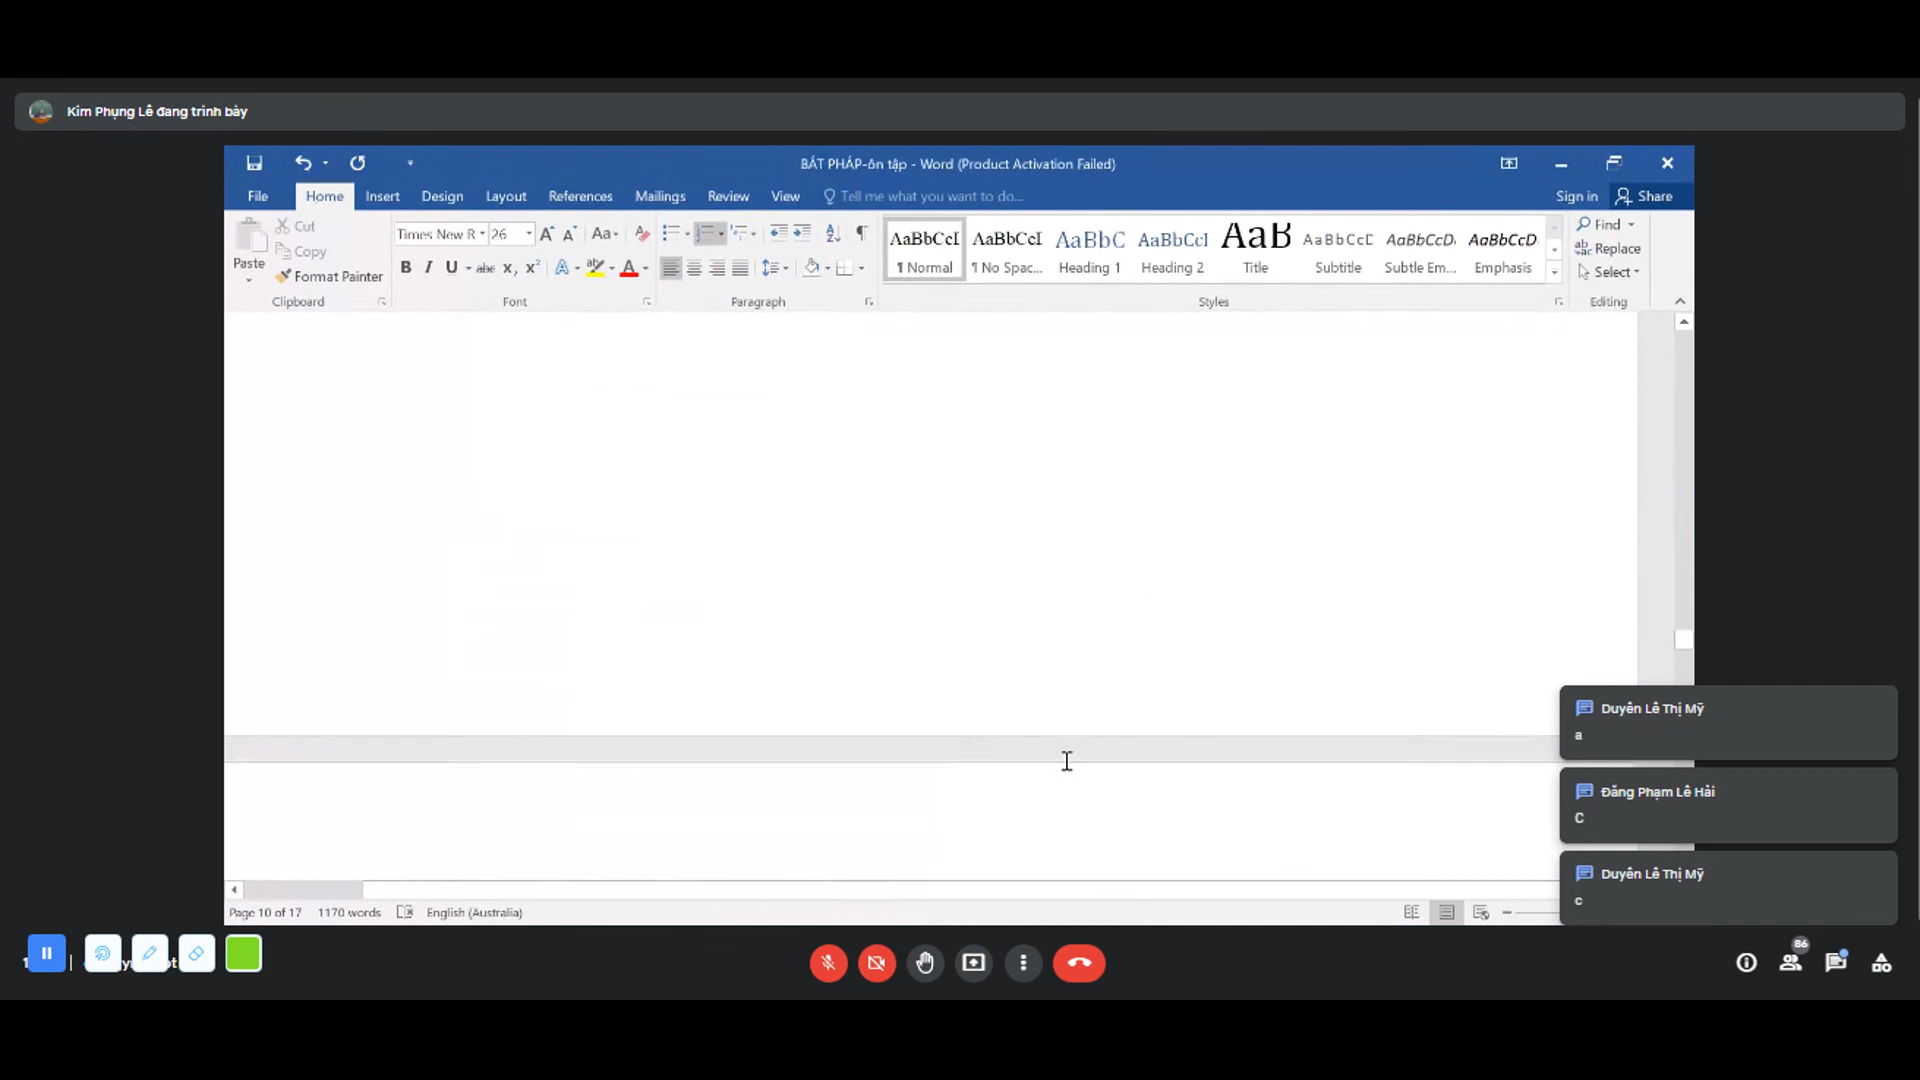 Kim Phụng Lê đang trình bày
BÁT PHÁP-ôn tập - Word (Product Activation Failed)
File Home Insert Design Layout References Mailings Review View Tell me what you want to do... Sign in Share
Paste
Cut
Copy
Format Painter
Clipboard
Times New R 26
Aa
B I U abc x, x² A A
Font
Paragraph
AaBbCcI AaBbCcI AaBbC AaBbCcI AaB AaBbCcD AaBbCcD AaBbCcD
¶ Normal ¶ No Spac... Heading 1 Heading 2 Title Subtitle Subtle Em... Emphasis
Styles
Find
Replace
Select
Editing
Duyên Lê Thị Mỹ
a
Đăng Phạm Lê Hải
C
Duyên Lê Thị Mỹ
c
Page 10 of 17 1170 words English (Australia)
86